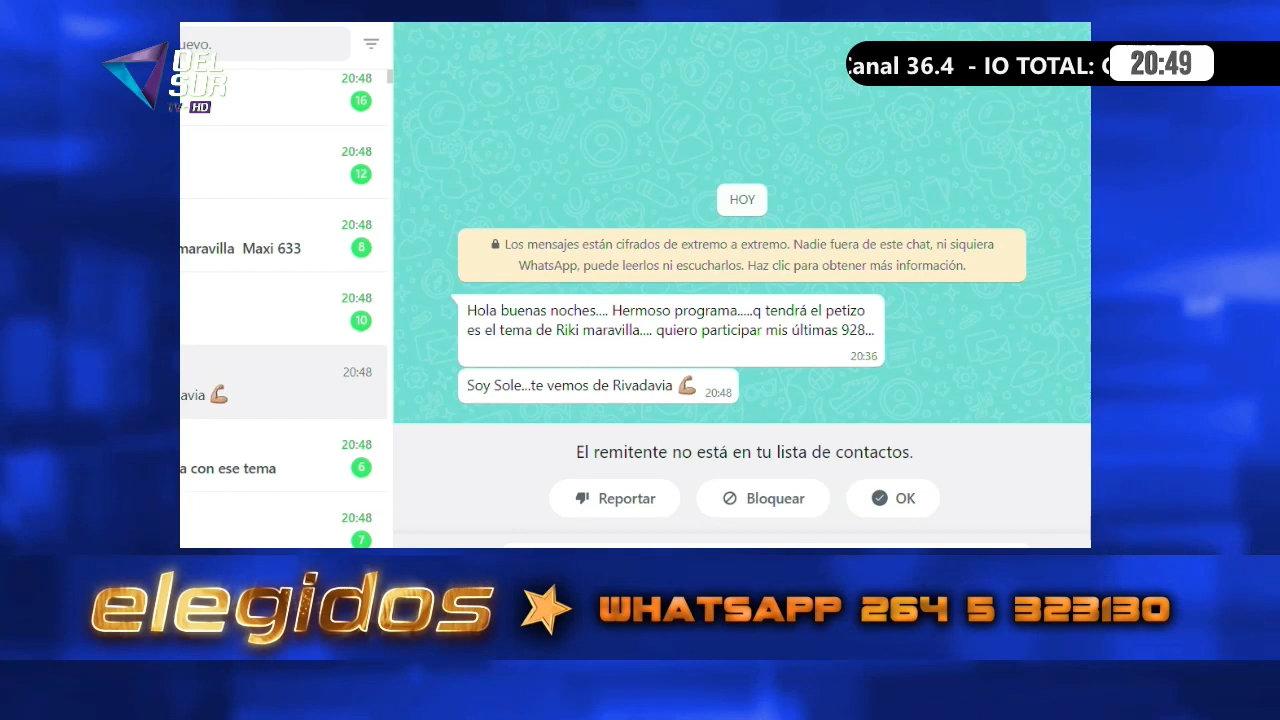 uevo.
DEL
SUR
TV-HD
Canal 36.4 - IO TOTAL:
20:49
20:48
16
20:48
12
20:48
maravilla Maxi 633
8
20:48
10
20:48
avia 💪🏽
20:48
a con ese tema
6
20:48
7
HOY
Los mensajes están cifrados de extremo a extremo. Nadie fuera de este chat, ni siquiera
WhatsApp, puede leerlos ni escucharlos. Haz clic para obtener más información.
Hola buenas noches.... Hermoso programa.....q tendrá el petizo
es el tema de Riki maravilla.... quiero participar mis últimas 928...
20:36
Soy Sole...te vemos de Rivadavia 💪🏽 20:48
El remitente no está en tu lista de contactos.
Reportar
Bloquear
OK
elegidos
WHATSAPP 264 5 323130